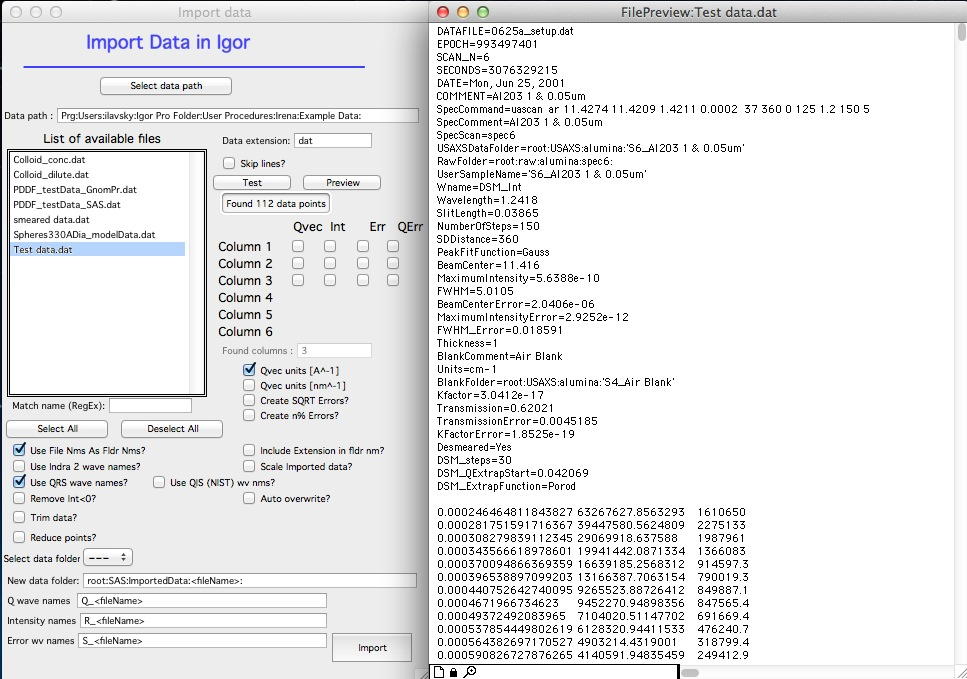 Import data
Import Data in Igor
Select data path
Data path : Prg:Users:ilavsky:Igor Pro Folder:User Procedures:Irena:Example Data:
List of available files
Data extension: dat
Colloid_conc.dat
Colloid_dilute.dat
PDDF_testData_GnomPr.dat
PDDF_testData_SAS.dat
smeared data.dat
Spheres330ADia_modelData.dat
Test data.dat
Skip lines?
Test Preview
Found 112 data points
Qvec Int Err QErr
Column 1
Column 2
Column 3
Column 4
Column 5
Column 6
Found columns : 3
Qvec units [A^-1]
Qvec units [nm^-1]
Create SQRT Errors?
Create n% Errors?
Match name (RegEx):
Select All Deselect All
Use File Nms As Fldr Nms? Include Extension in fldr nm?
Use Indra 2 wave names? Scale Imported data?
Use QRS wave names? Use QIS (NIST) wv nms?
Remove Int<0? Auto overwrite?
Trim data?
Reduce points?
Select data folder ---
New data folder: root:SAS:ImportedData:<fileName>:
Q wave names Q_<fileName>
Intensity names R_<fileName>
Error wv names S_<fileName>
Import
FilePreview:Test data.dat
DATAFILE=0625a_setup.dat
EPOCH=993497401
SCAN_N=6
SECONDS=3076329215
DATE=Mon, Jun 25, 2001
COMMENT=Al203 1 & 0.05um
SpecCommand=uascan ar 11.4274 11.4209 1.4211 0.0002 37 360 0 125 1.2 150 5
SpecComment=Al203 1 & 0.05um
SpecScan=spec6
USAXSDataFolder=root:USAXS:alumina:'S6_Al203 1 & 0.05um'
RawFolder=root:raw:alumina:spec6:
UserSampleName='S6_Al203 1 & 0.05um'
Wname=DSM_Int
Wavelength=1.2418
SlitLength=0.03865
NumberOfSteps=150
SDDistance=360
PeakFitFunction=Gauss
BeamCenter=11.416
MaximumIntensity=5.6388e-10
FWHM=5.0105
BeamCenterError=2.0406e-06
MaximumIntensityError=2.9252e-12
FWHM_Error=0.018591
Thickness=1
BlankComment=Air Blank
Units=cm-1
BlankFolder=root:USAXS:alumina:'S4_Air Blank'
Kfactor=3.0412e-17
Transmission=0.62021
TransmissionError=0.0045185
KFactorError=1.8525e-19
Desmeared=Yes
DSM_steps=30
DSM_QExtrapStart=0.042069
DSM_ExtrapFunction=Porod
0.000246464811843827 63267627.8563293 1610650
0.000281751591716367 39447580.5624809 2275133
0.000308279839112345 29069918.637588 1987961
0.000343566618978601 19941442.0871334 1366083
0.000370094866369359 16639185.2568312 914597.3
0.000396538897099203 13166387.7063154 790019.3
0.000440752642740095 9265523.88726412 849887.1
0.0004671966734623 9452270.94898356 847565.4
0.00049372492083965 7104020.51147702 691669.4
0.000537854449802619 6128320.94411533 476240.7
0.000564382697170527 4903214.4319001 318799.4
0.000590826727876265 4140591.94835459 249412.9